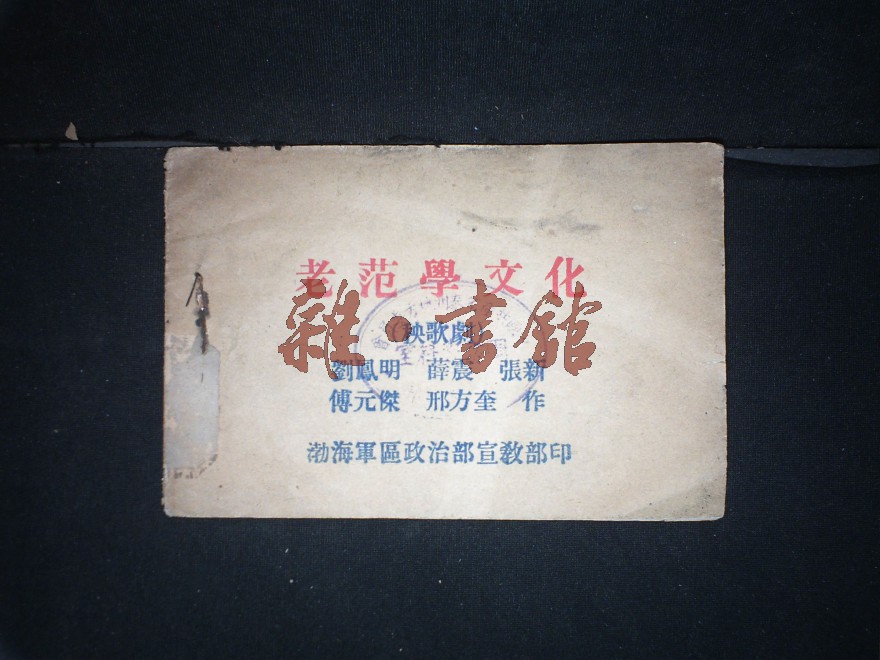 老范學文化
(秧歌劇)
雜·書館
劉鳳明 薛震 張新
傅元傑 邢方奎 作
渤海軍區政治部宣教部印